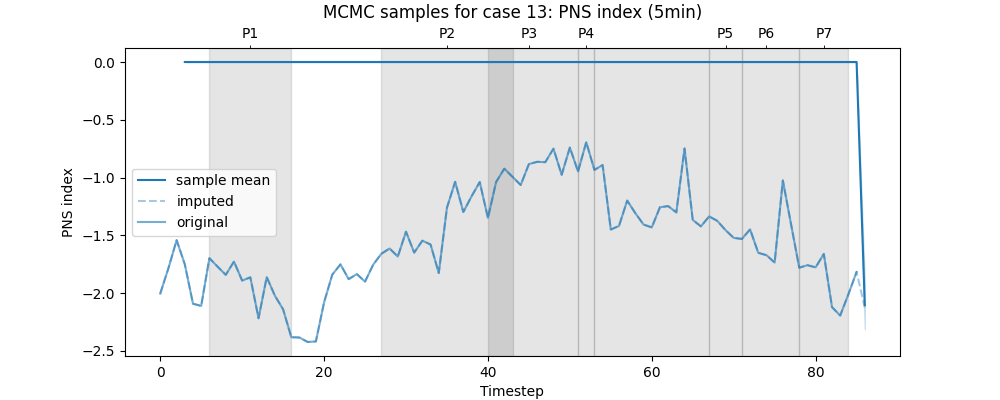 MCMC samples for case 13: PNS index (5min)
P1 P2 P3 P4 P5 P6 P7
0.0
−0.5
−1.0
−1.5
−2.0
−2.5
PNS index
sample mean
imputed
original
0 20 40 60 80
Timestep